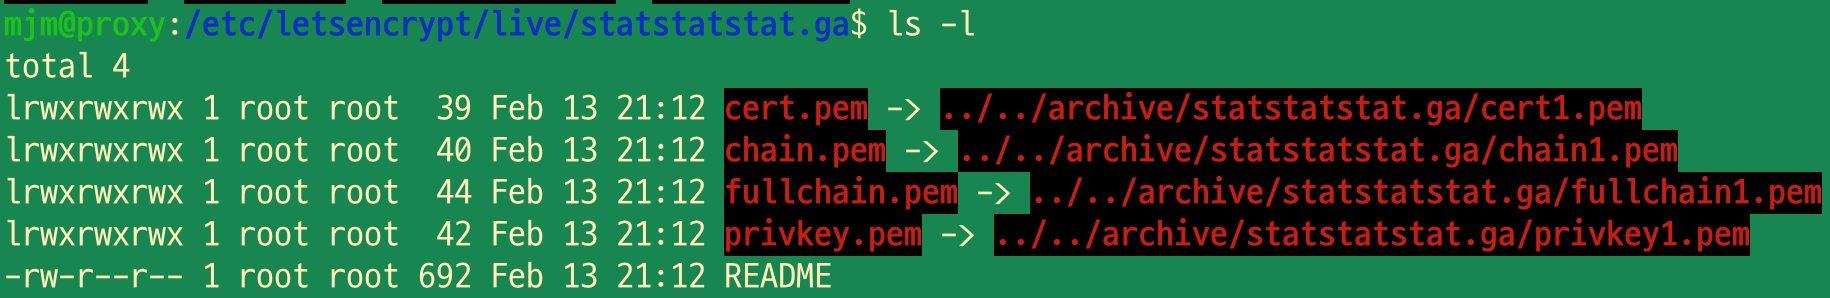 mjm@proxy:/etc/letsencrypt/live/statstatstat.ga$ ls -l
total 4
lrwxrwxrwx 1 root root  39 Feb 13 21:12 cert.pem -> ../../archive/statstatstat.ga/cert1.pem
lrwxrwxrwx 1 root root  40 Feb 13 21:12 chain.pem -> ../../archive/statstatstat.ga/chain1.pem
lrwxrwxrwx 1 root root  44 Feb 13 21:12 fullchain.pem -> ../../archive/statstatstat.ga/fullchain1.pem
lrwxrwxrwx 1 root root  42 Feb 13 21:12 privkey.pem -> ../../archive/statstatstat.ga/privkey1.pem
-rw-r--r-- 1 root root 692 Feb 13 21:12 README